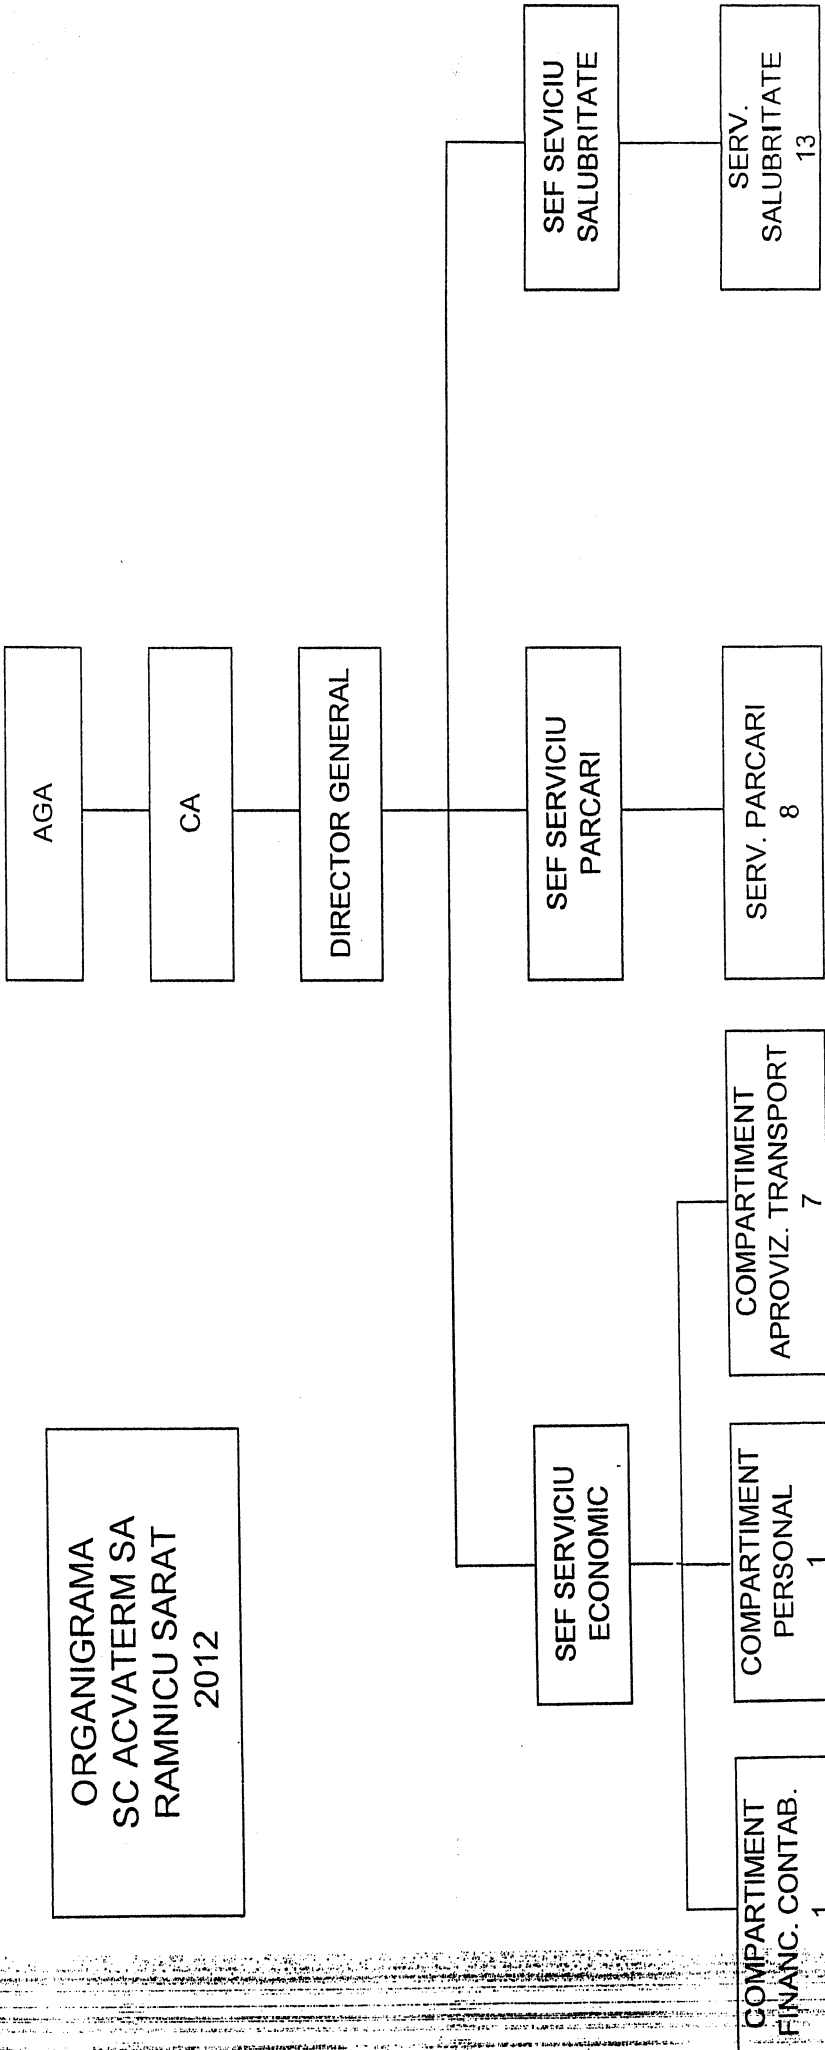 ORGANIGRAMA
SC ACVATERM SA
RAMNICU SARAT
2012
AGA
CA
DIRECTOR GENERAL
SEF SERVICIU
ECONOMIC
SEF SERVICIU
PARCARI
SEF SEVICIU
SALUBRITATE
COMPARTIMENT
FINANC. CONTAB.
1
COMPARTIMENT
PERSONAL
1
COMPARTIMENT
APROVIZ. TRANSPORT
7
SERV. PARCARI
8
SERV.
SALUBRITATE
13